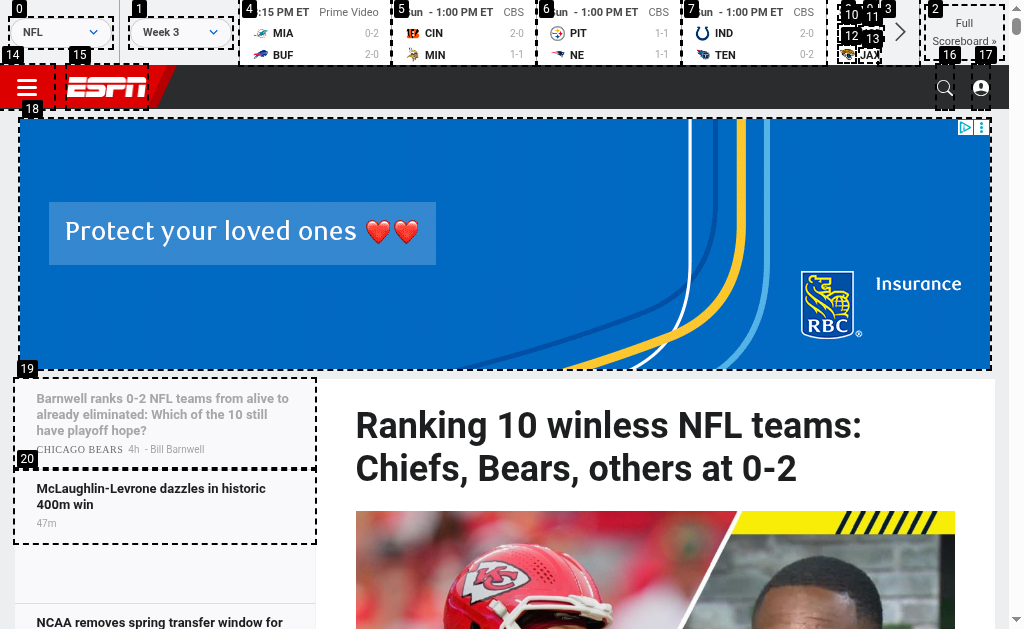 0
1
4
5
6
7
10
11
3
2
NFL
Week 3
:15 PM ET Prime Video
MIA 0-2
BUF 2-0
Sun - 1:00 PM ET CBS
CIN 2-0
MIN 1-1
Sun - 1:00 PM ET CBS
PIT 1-1
NE 1-1
Sun - 1:00 PM ET CBS
IND 2-0
TEN 0-2
12
13
JAX
Full
Scoreboard »
14
15
16
17
ESPN
18
Protect your loved ones ❤️❤️
Insurance
RBC
®
19
Barnwell ranks 0-2 NFL teams from alive to
already eliminated: Which of the 10 still
have playoff hope?
CHICAGO BEARS 4h - Bill Barnwell
20
McLaughlin-Levrone dazzles in historic
400m win
47m
NCAA removes spring transfer window for
Ranking 10 winless NFL teams:
Chiefs, Bears, others at 0-2
KC